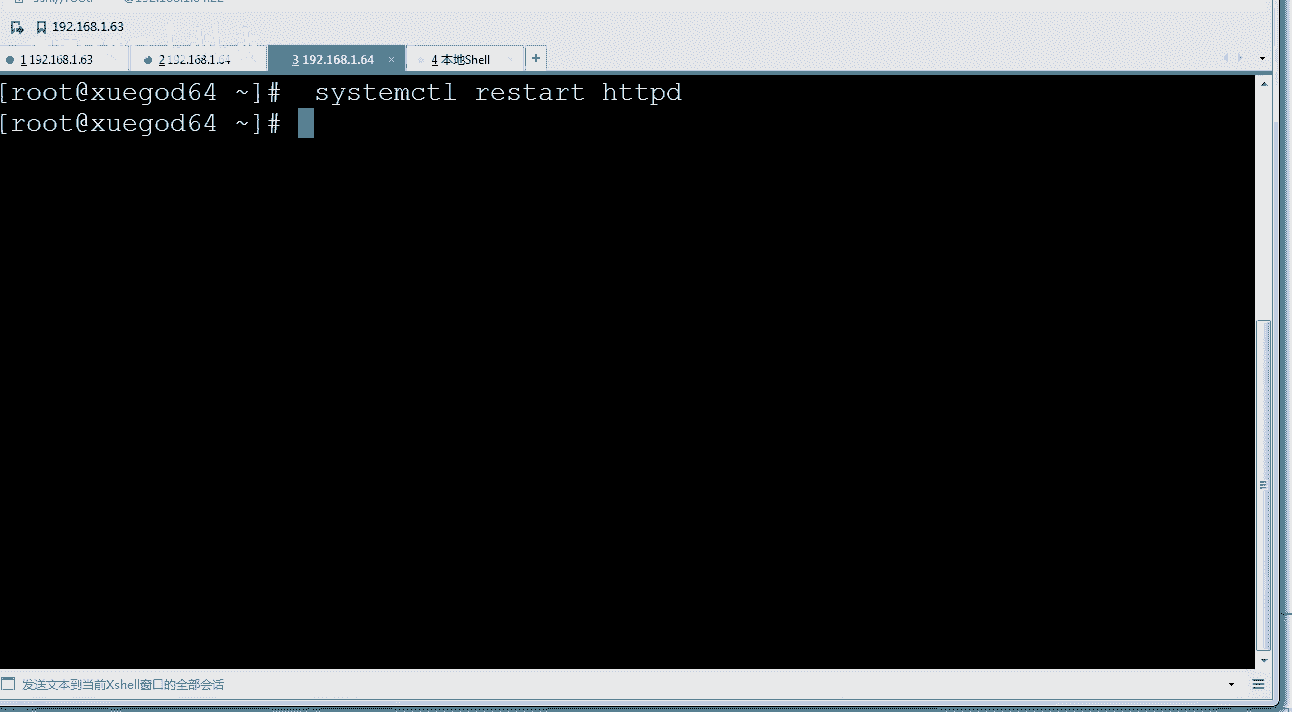 192.168.1.63
1 192.168.1.63 2 192.168.1.64 3 192.168.1.64 × 4 本地Shell +
[root@xuegod64 ~]#  systemctl restart httpd
[root@xuegod64 ~]#
发送文本到当前Xshell窗口的全部会话